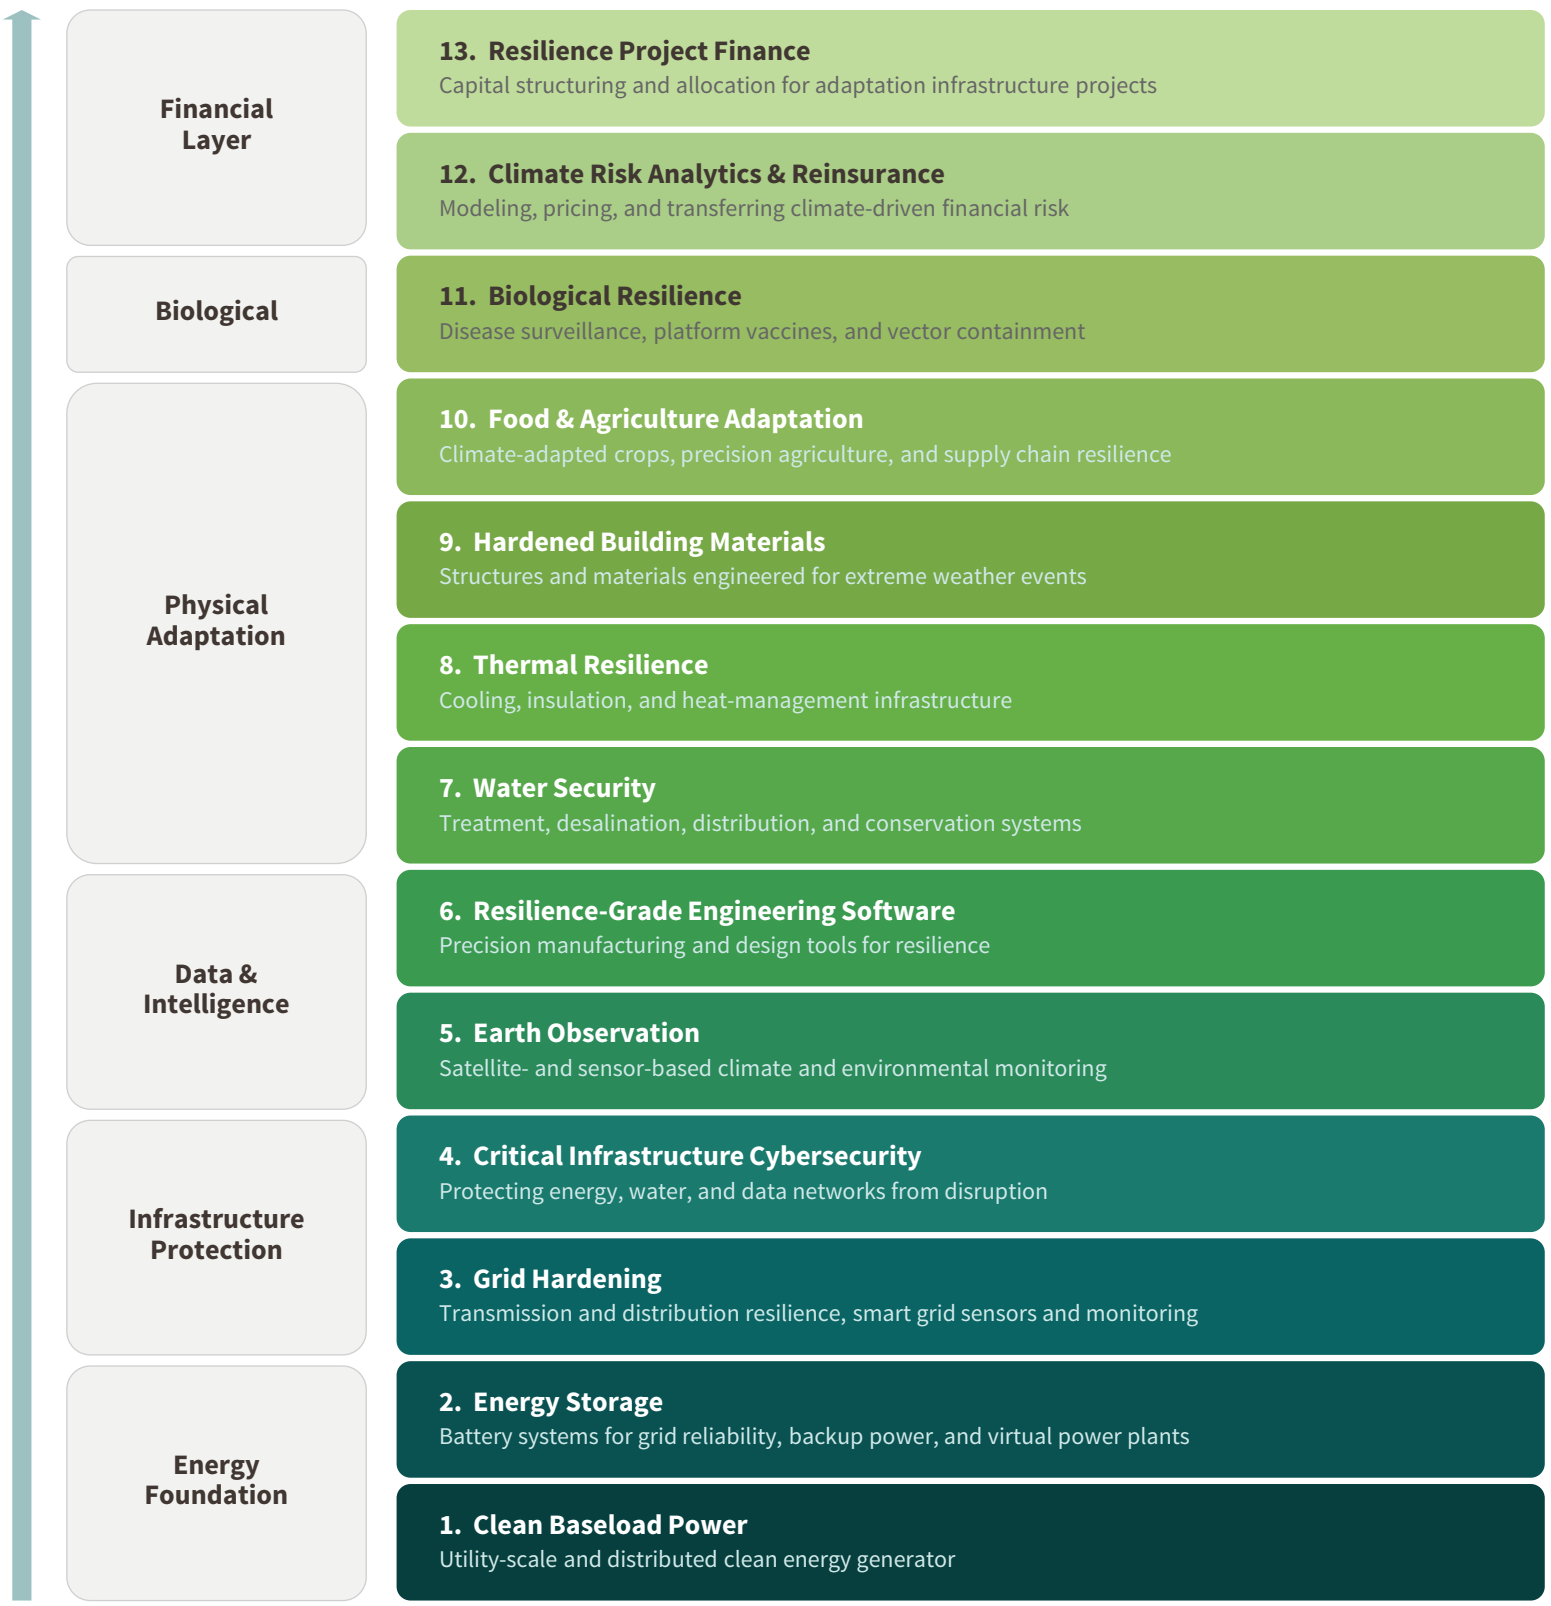 Financial
Layer
13. Resilience Project Finance
Capital structuring and allocation for adaptation infrastructure projects
12. Climate Risk Analytics & Reinsurance
Modeling, pricing, and transferring climate-driven financial risk
Biological
11. Biological Resilience
Disease surveillance, platform vaccines, and vector containment
Physical
Adaptation
10. Food & Agriculture Adaptation
Climate-adapted crops, precision agriculture, and supply chain resilience
9. Hardened Building Materials
Structures and materials engineered for extreme weather events
8. Thermal Resilience
Cooling, insulation, and heat-management infrastructure
7. Water Security
Treatment, desalination, distribution, and conservation systems
Data &
Intelligence
6. Resilience-Grade Engineering Software
Precision manufacturing and design tools for resilience
5. Earth Observation
Satellite- and sensor-based climate and environmental monitoring
Infrastructure
Protection
4. Critical Infrastructure Cybersecurity
Protecting energy, water, and data networks from disruption
3. Grid Hardening
Transmission and distribution resilience, smart grid sensors and monitoring
Energy
Foundation
2. Energy Storage
Battery systems for grid reliability, backup power, and virtual power plants
1. Clean Baseload Power
Utility-scale and distributed clean energy generator